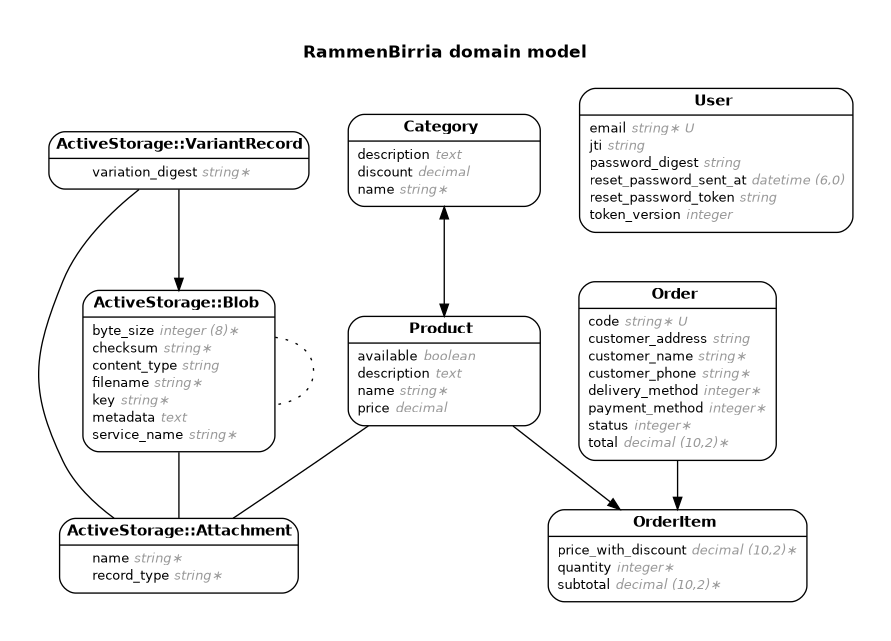 RammenBirria domain model
ActiveStorage::VariantRecord
variation_digest string∗
Category
description text
discount decimal
name string∗
User
email string∗ U
jti string
password_digest string
reset_password_sent_at datetime (6,0)
reset_password_token string
token_version integer
ActiveStorage::Blob
byte_size integer (8)∗
checksum string∗
content_type string
filename string∗
key string∗
metadata text
service_name string∗
Product
available boolean
description text
name string∗
price decimal
Order
code string∗ U
customer_address string
customer_name string∗
customer_phone string∗
delivery_method integer∗
payment_method integer∗
status integer∗
total decimal (10,2)∗
ActiveStorage::Attachment
name string∗
record_type string∗
OrderItem
price_with_discount decimal (10,2)∗
quantity integer∗
subtotal decimal (10,2)∗